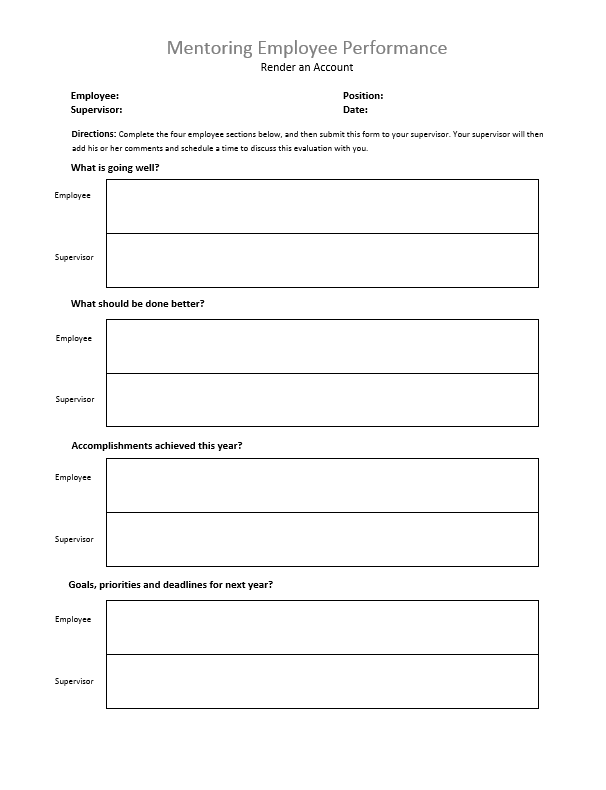 Mentoring Employee Performance
Render an Account
Employee: Position:
Supervisor: Date:
Directions: Complete the four employee sections below, and then submit this form to your supervisor. Your supervisor will then
add his or her comments and schedule a time to discuss this evaluation with you.
What is going well?
Employee
Supervisor
What should be done better?
Employee
Supervisor
Accomplishments achieved this year?
Employee
Supervisor
Goals, priorities and deadlines for next year?
Employee
Supervisor